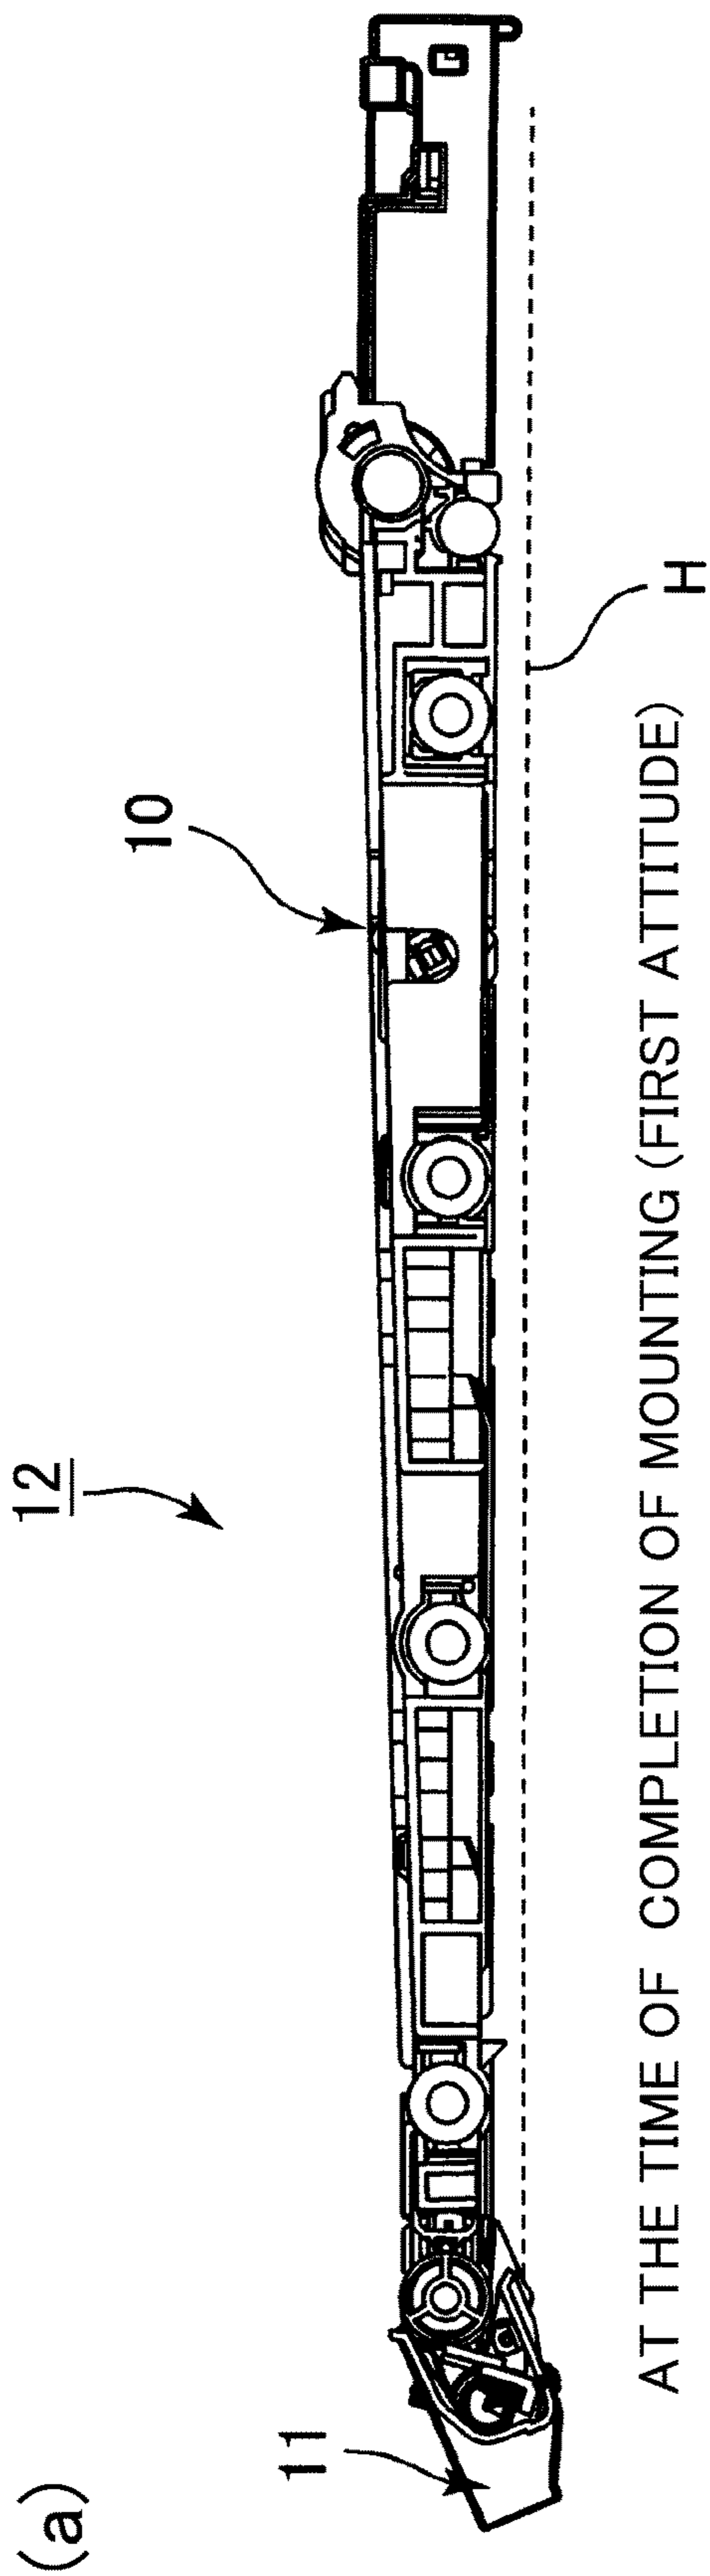 (a)
12
10
11
H
AT THE TIME OF COMPLETION OF MOUNTING (FIRST ATTITUDE)